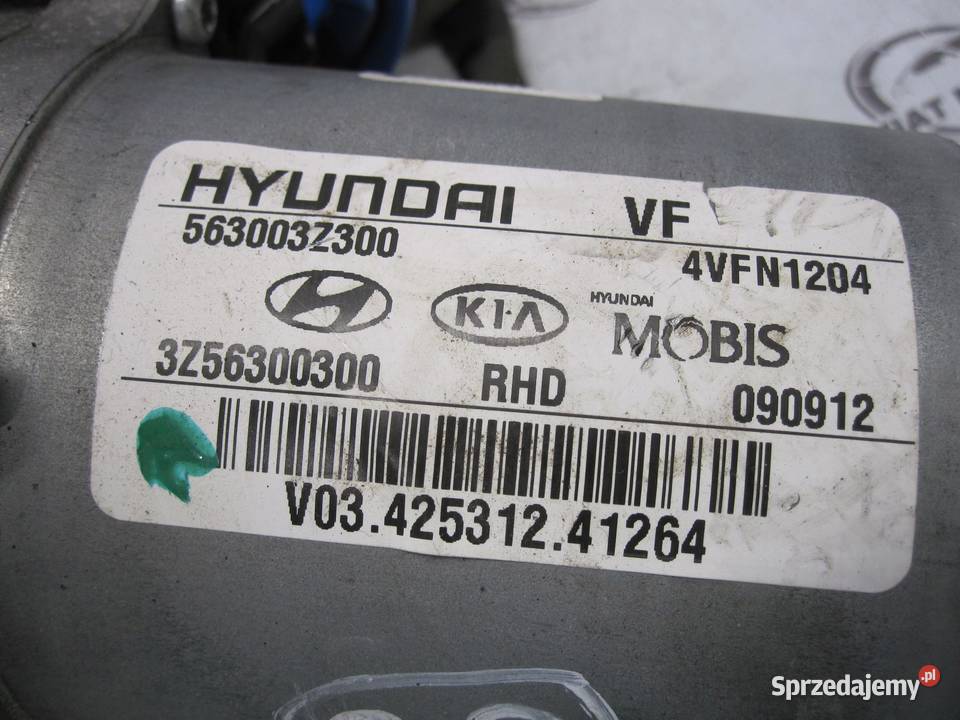 HYUNDAI VF
563003Z300
4VFN1204
KIA
HYUNDAI
MOBIS
3Z56300300 RHD 090912
V03.425312.41264
Sprzedajemy.pl